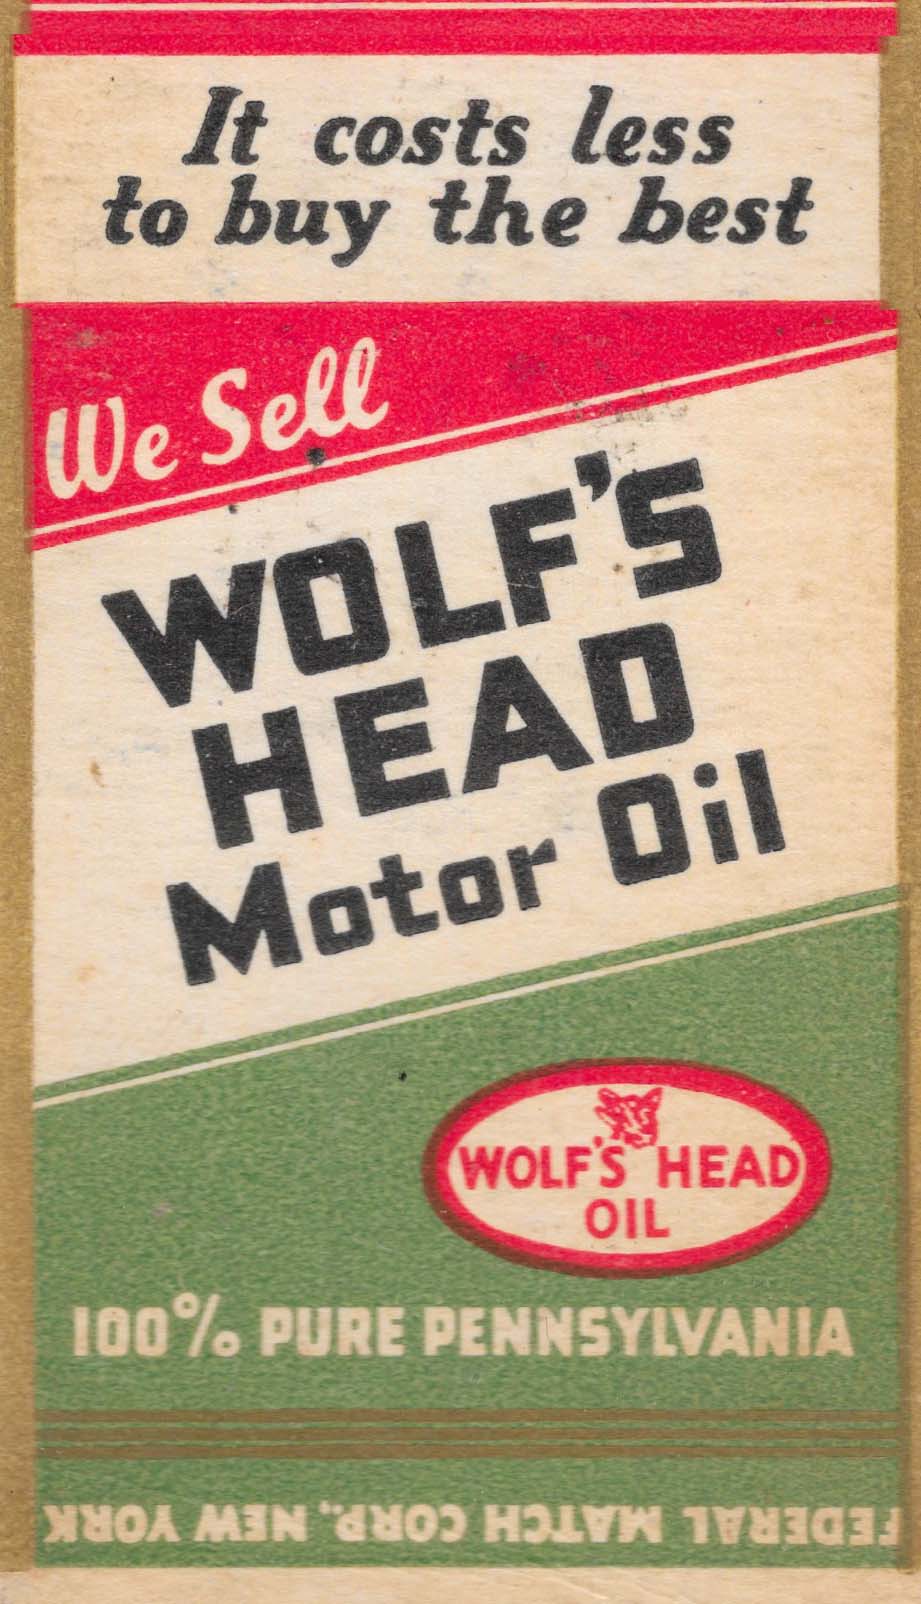 It costs less
to buy the best
We Sell
WOLF'S
HEAD
Motor Oil
WOLF'S HEAD
OIL
100% PURE PENNSYLVANIA
FEDERAL MATCH CORP., NEW YORK